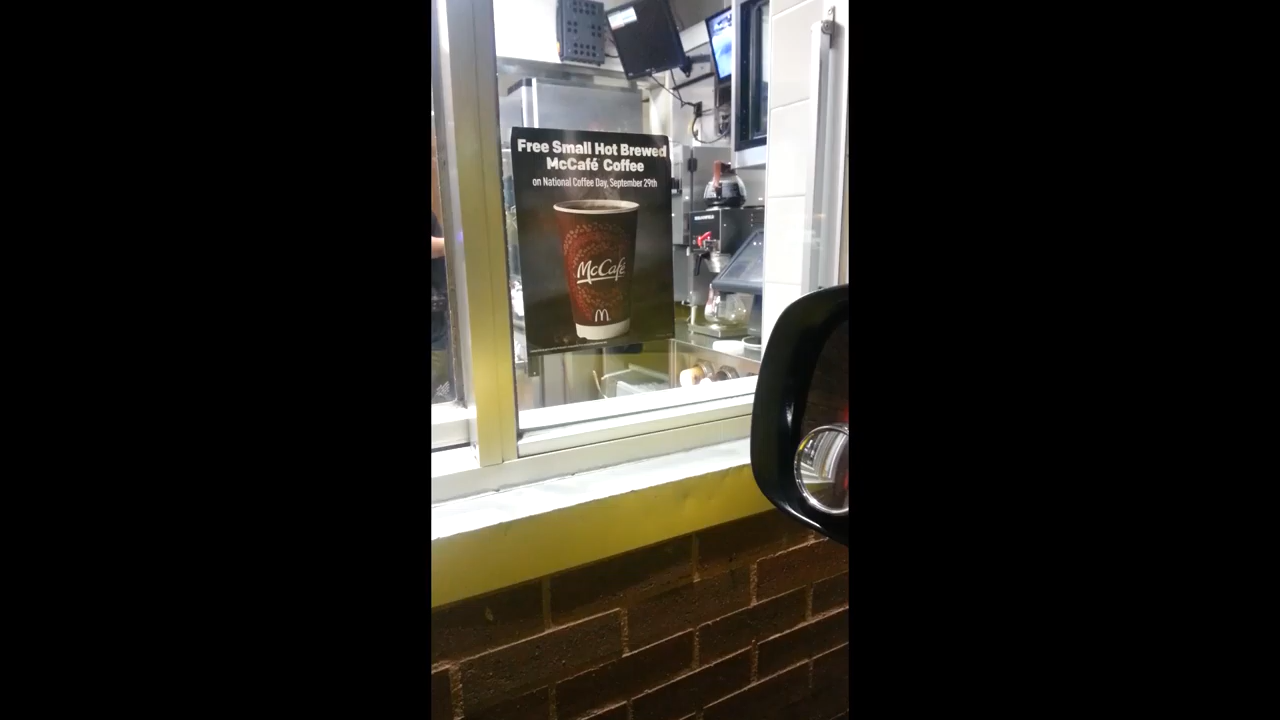 Free Small Hot Brewed
McCafé Coffee
on National Coffee Day, September 29th
McCafé